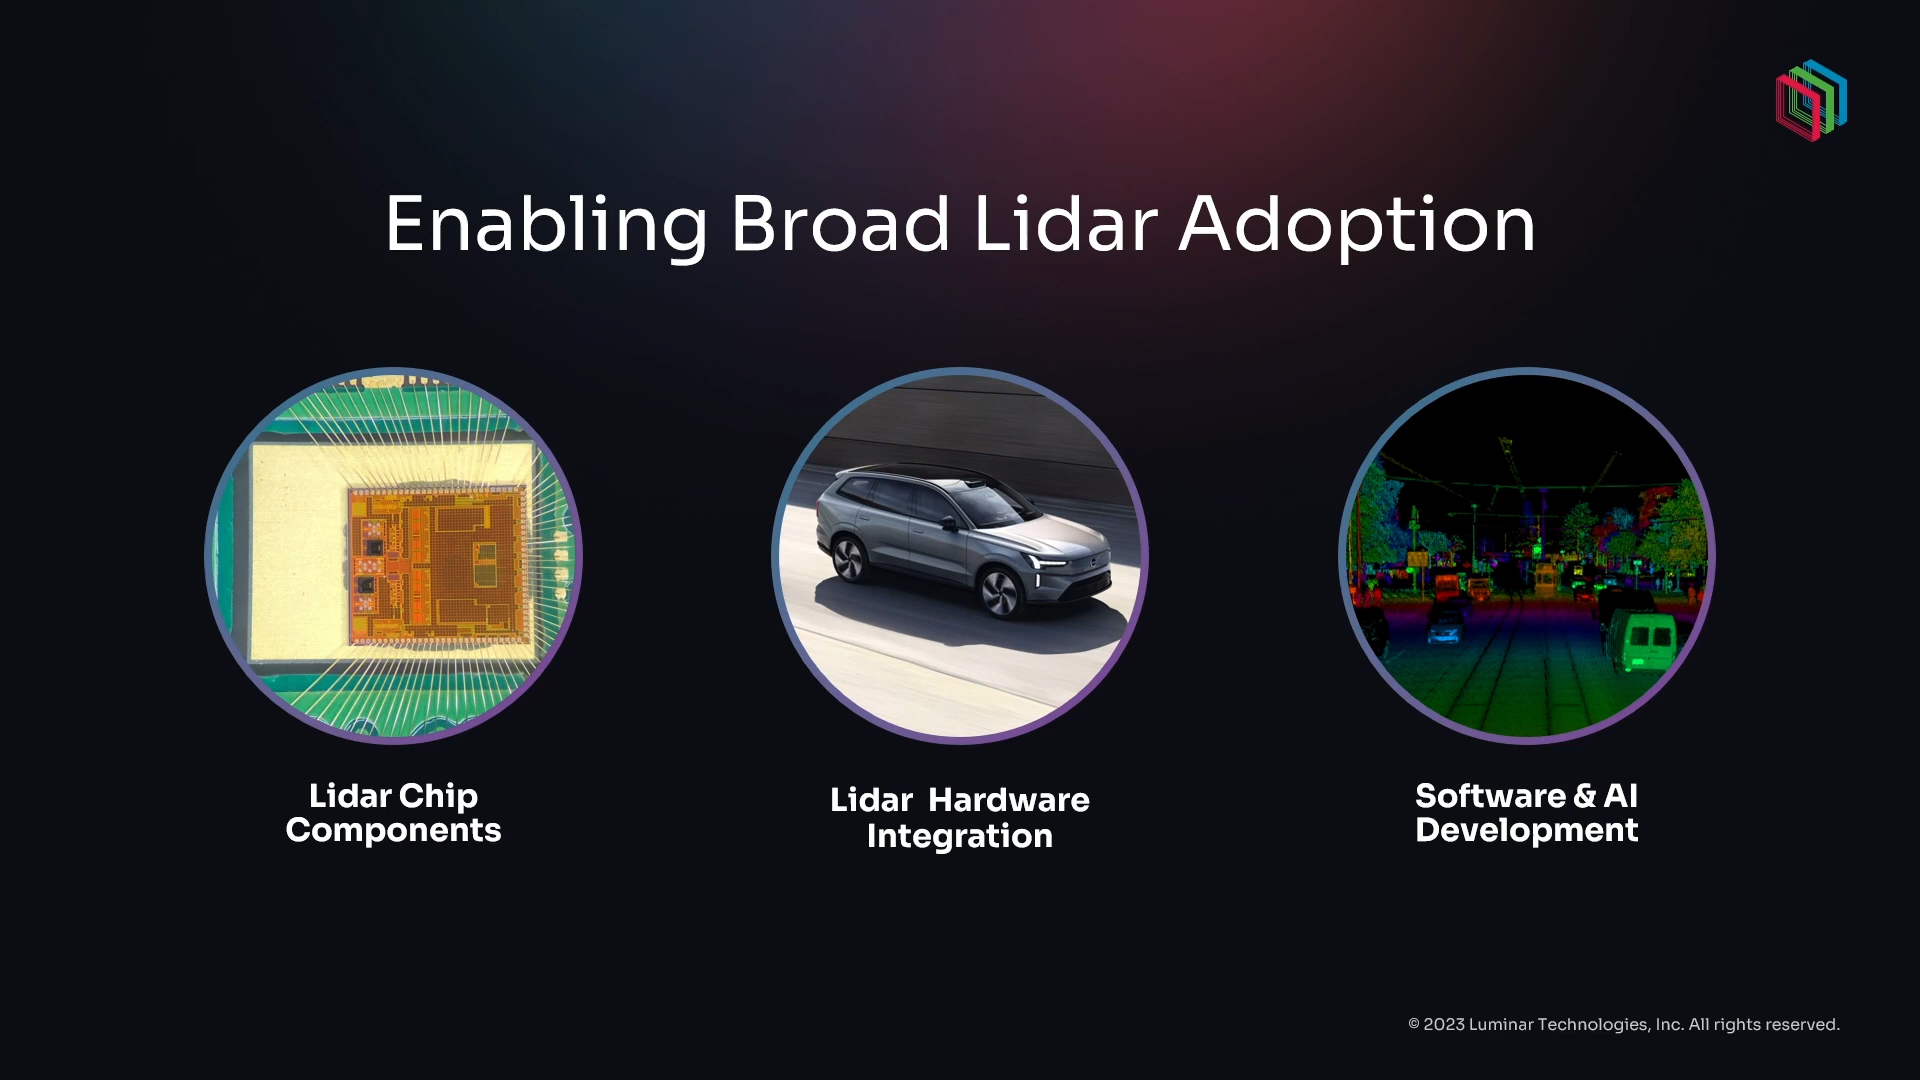 Enabling Broad Lidar Adoption
Lidar Chip
Components
Lidar  Hardware
Integration
Software & AI
Development
© 2023 Luminar Technologies, Inc. All rights reserved.